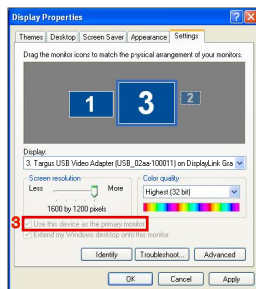 Display Properties
Themes Desktop Screen Saver Appearance Settings
Drag the monitor icons to match the physical arrangement of your monitors.
1 3 2
Display:
3. Targus USB Video Adapter (USB_02aa-100011) on DisplayLink Gra
Screen resolution
Less More
1600 by 1200 pixels
Color quality
Highest (32 bit)
3 Use this device as the primary monitor.
Extend my Windows desktop onto this monitor.
Identify Troubleshoot... Advanced
OK Cancel Apply